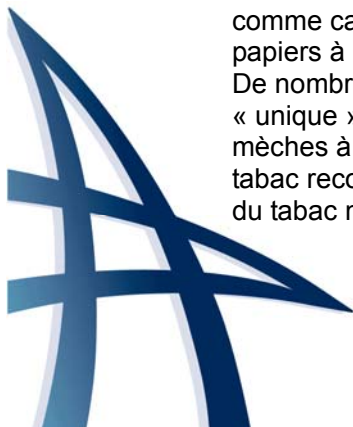 comme ca
papiers à
De nombr
« unique »
mèches à
tabac reco
du tabac r